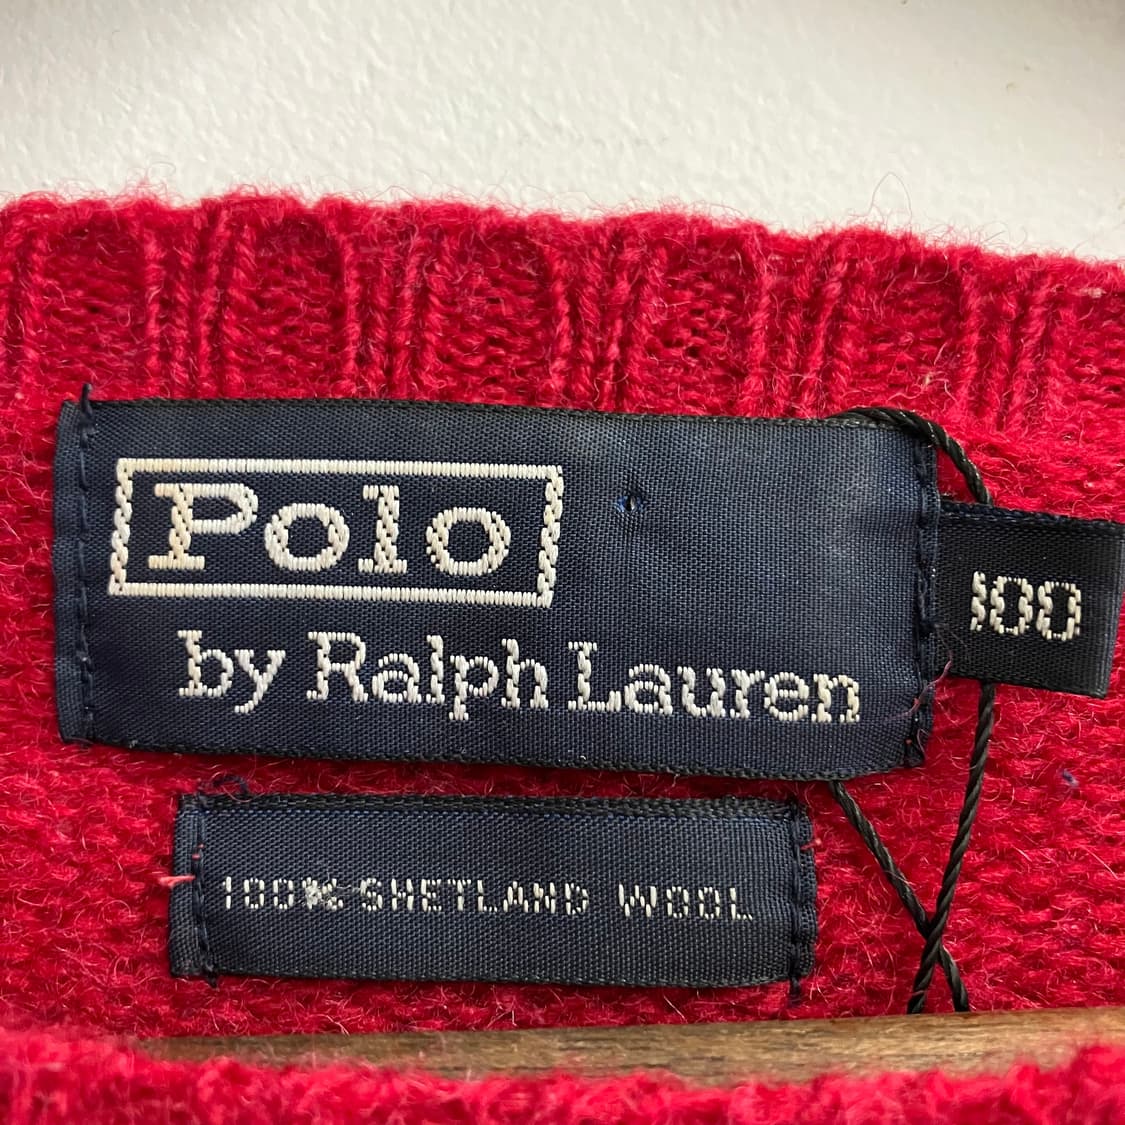 Polo
by Ralph Lauren
100
100% SHETLAND WOOL